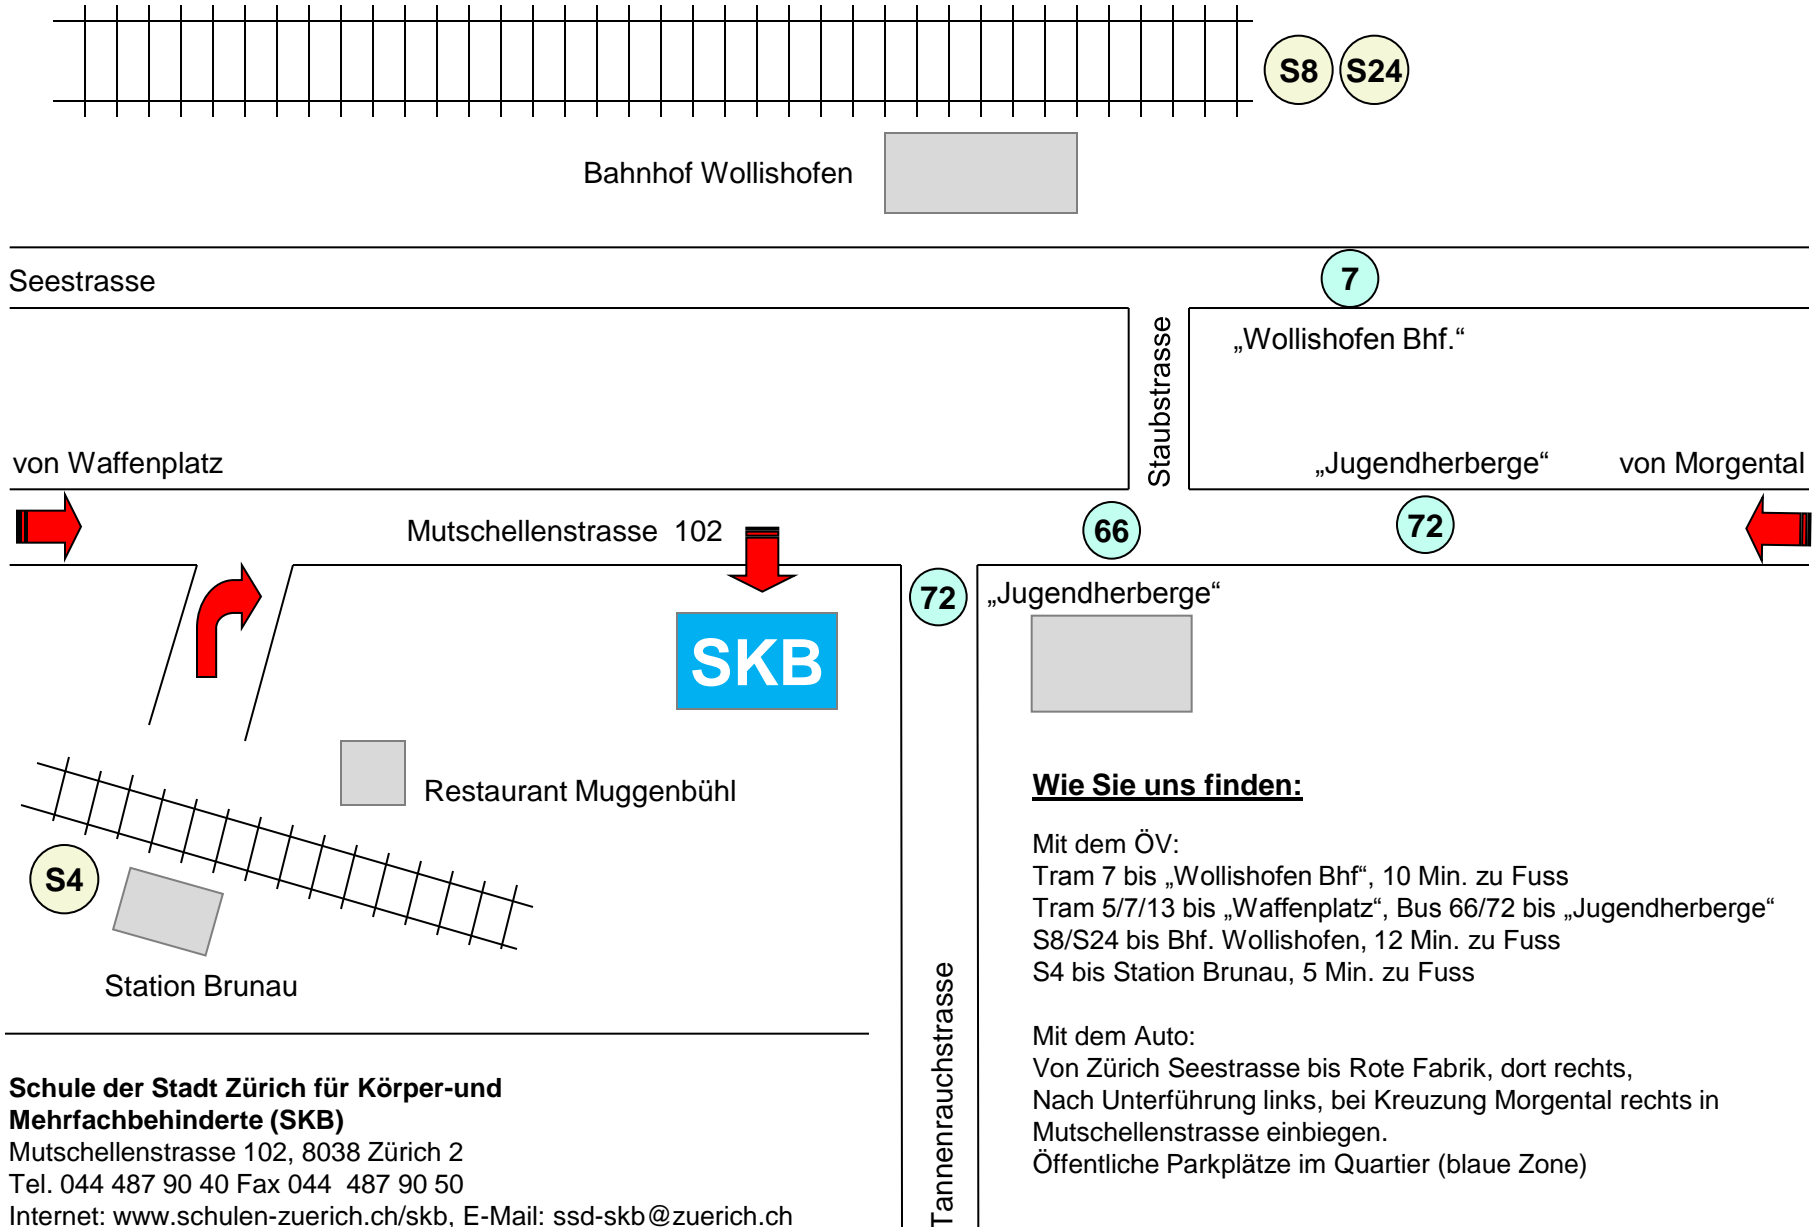 S8 S24
Bahnhof Wollishofen
Seestrasse
7
„Wollishofen Bhf.“
Staubstrasse
von Waffenplatz
„Jugendherberge“ von Morgental
Mutschellenstrasse 102
66
72
72
„Jugendherberge“
SKB
Restaurant Muggenbühl
S4
Station Brunau
Tannenrauchstrasse
Wie Sie uns finden:
Mit dem ÖV:
Tram 7 bis „Wollishofen Bhf“, 10 Min. zu Fuss
Tram 5/7/13 bis „Waffenplatz“, Bus 66/72 bis „Jugendherberge“
S8/S24 bis Bhf. Wollishofen, 12 Min. zu Fuss
S4 bis Station Brunau, 5 Min. zu Fuss
Mit dem Auto:
Von Zürich Seestrasse bis Rote Fabrik, dort rechts,
Nach Unterführung links, bei Kreuzung Morgental rechts in
Mutschellenstrasse einbiegen.
Öffentliche Parkplätze im Quartier (blaue Zone)
Schule der Stadt Zürich für Körper-und
Mehrfachbehinderte (SKB)
Mutschellenstrasse 102, 8038 Zürich 2
Tel. 044 487 90 40 Fax 044 487 90 50
Internet: www.schulen-zuerich.ch/skb, E-Mail: ssd-skb@zuerich.ch